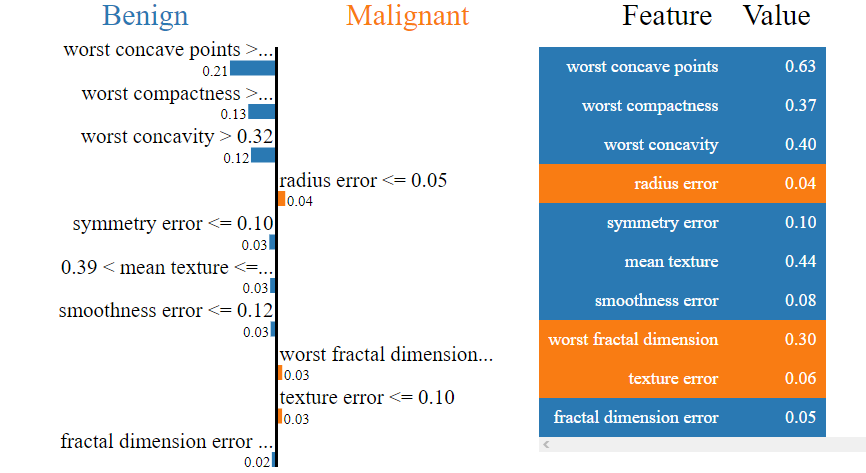 Benign Malignant Feature Value
worst concave points >...
0.21
worst compactness >...
0.13
worst concavity > 0.32
0.12
radius error <= 0.05
0.04
symmetry error <= 0.10
0.03
0.39 < mean texture <=...
0.03
smoothness error <= 0.12
0.03
worst fractal dimension...
0.03
texture error <= 0.10
0.03
fractal dimension error ...
0.02
worst concave points 0.63
worst compactness 0.37
worst concavity 0.40
radius error 0.04
symmetry error 0.10
mean texture 0.44
smoothness error 0.08
worst fractal dimension 0.30
texture error 0.06
fractal dimension error 0.05